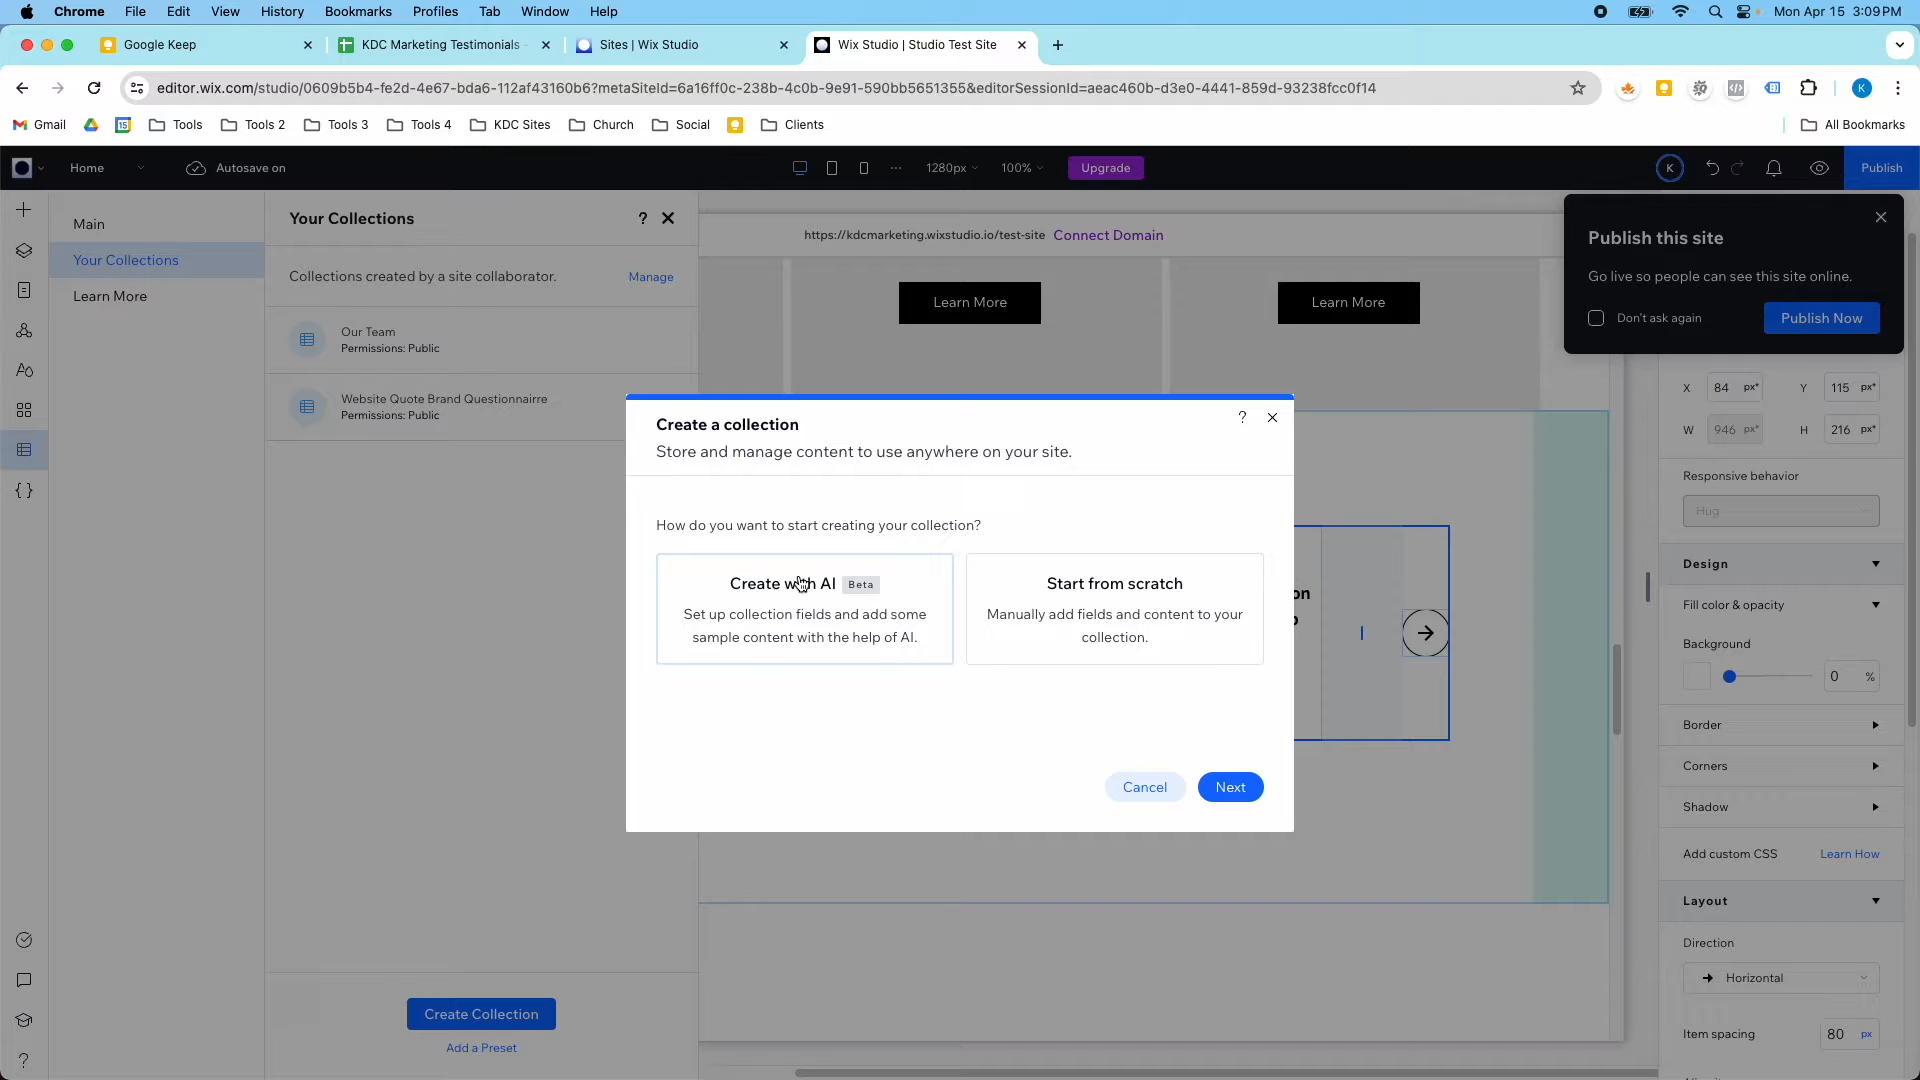 Chrome File Edit View History Bookmarks Profiles Tab Window Help Mon Apr 15 3:09 PM
Google Keep KDC Marketing Testimonials Sites | Wix Studio Wix Studio | Studio Test Site
editor.wix.com/studio/0609b5b4-fe2d-4e67-bda6-112af43160b6?metaSiteId=6a16ff0c-238b-4c0b-9e91-590bb5651355&editorSessionId=aeac460b-d3e0-4441-859d-93238fcc0f14 K
Gmail Tools Tools 2 Tools 3 Tools 4 KDC Sites Church Social Clients All Bookmarks
Home Autosave on 1280px 100% Upgrade K Publish
Main
Your Collections
Learn More
Your Collections ?
Collections created by a site collaborator. Manage
Our Team
Permissions: Public
Website Quote Brand Questionnairre
Permissions: Public
Create Collection
Add a Preset
https://kdcmarketing.wixstudio.io/test-site Connect Domain
Learn More Learn More
Publish this site
Go live so people can see this site online.
Don't ask again Publish Now
Create a collection ?
Store and manage content to use anywhere on your site.
How do you want to start creating your collection?
Create with AI Beta
Set up collection fields and add some
sample content with the help of AI.
Start from scratch
Manually add fields and content to your
collection.
Cancel Next
on
X 84 px* Y 115 px*
W 946 px* H 216 px*
Responsive behavior
Hug
Design
Fill color & opacity
Background
0 %
Border
Corners
Shadow
Add custom CSS Learn How
Layout
Direction
Horizontal
Item spacing 80 px